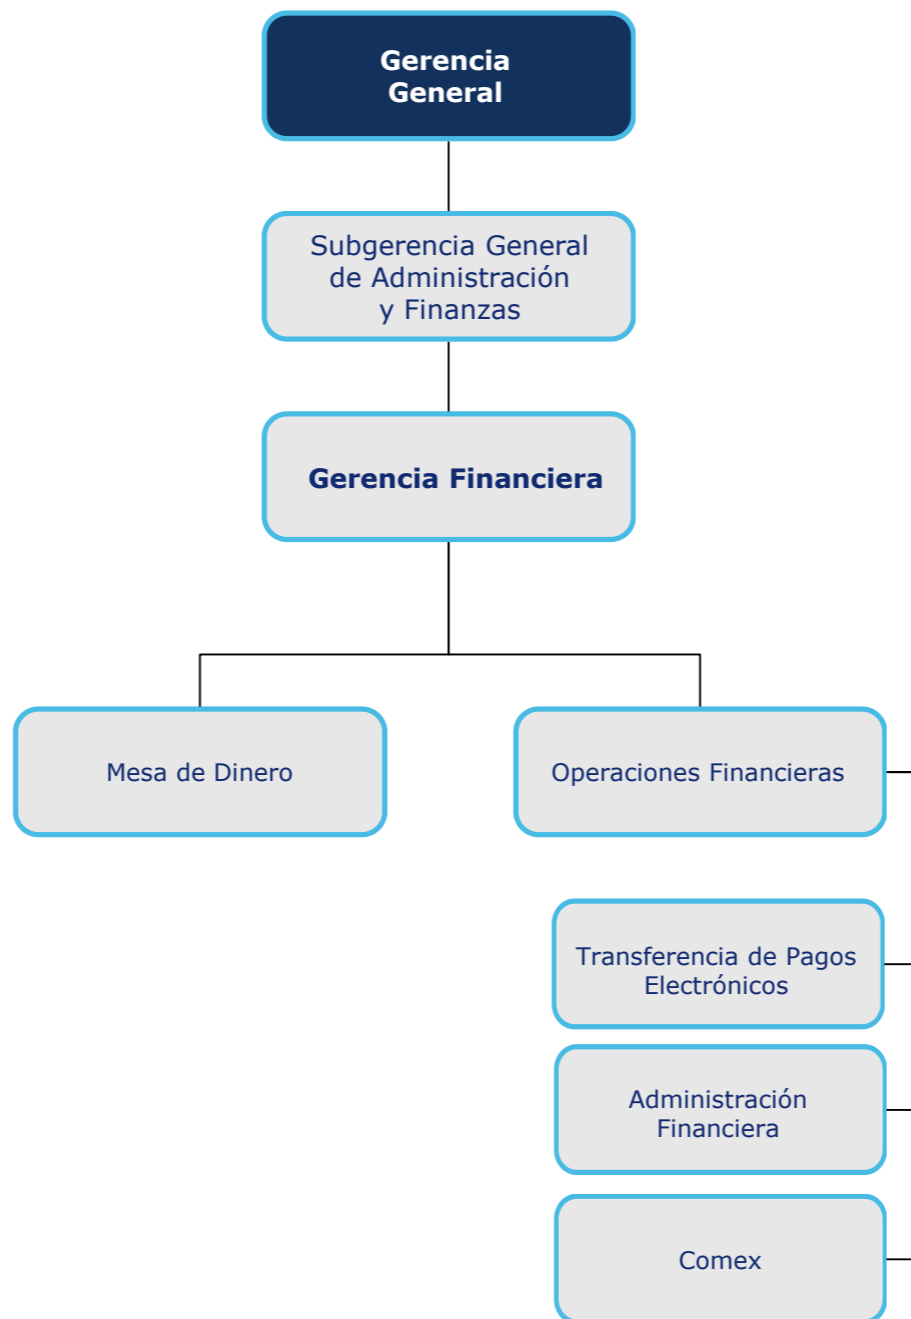 Gerencia
General
Subgerencia General
de Administración
y Finanzas
Gerencia Financiera
Mesa de Dinero
Operaciones Financieras
Transferencia de Pagos
Electrónicos
Administración
Financiera
Comex